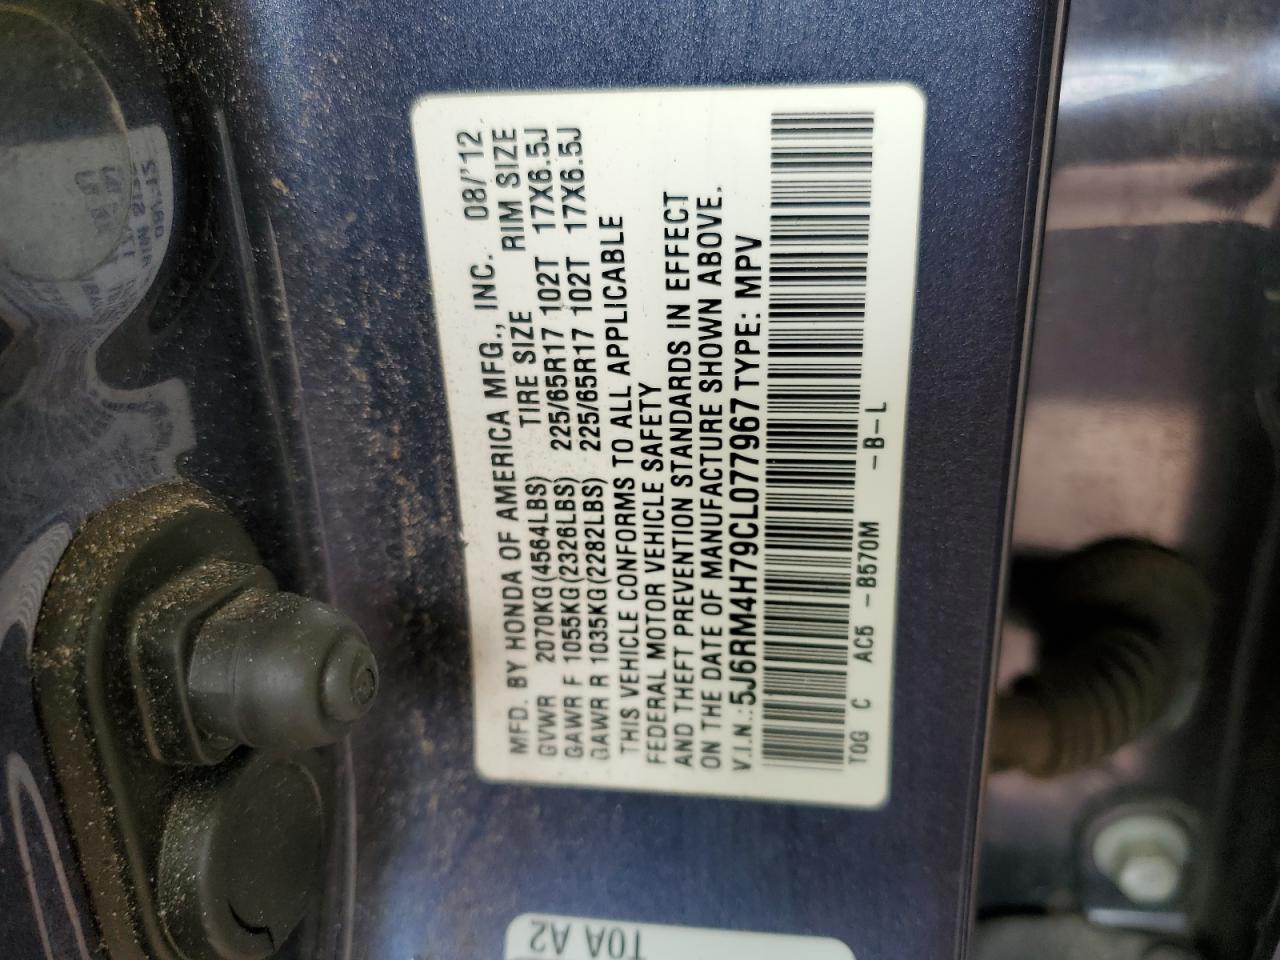 MFD. BY HONDA OF AMERICA MFG., INC. 08/'12
GVWR 2070KG(4564LBS) TIRE SIZE RIM SIZE
GAWR F 1055KG(2326LBS) 225/65R17 102T 17X6.5J
GAWR R 1035KG(2282LBS) 225/65R17 102T 17X6.5J
THIS VEHICLE CONFORMS TO ALL APPLICABLE
FEDERAL MOTOR VEHICLE SAFETY
AND THEFT PREVENTION STANDARDS IN EFFECT
ON THE DATE OF MANUFACTURE SHOWN ABOVE.
V.I.N.:5J6RM4H79CL077967 TYPE: MPV
T0G C AC5 -B570M -B-L
T0A A2